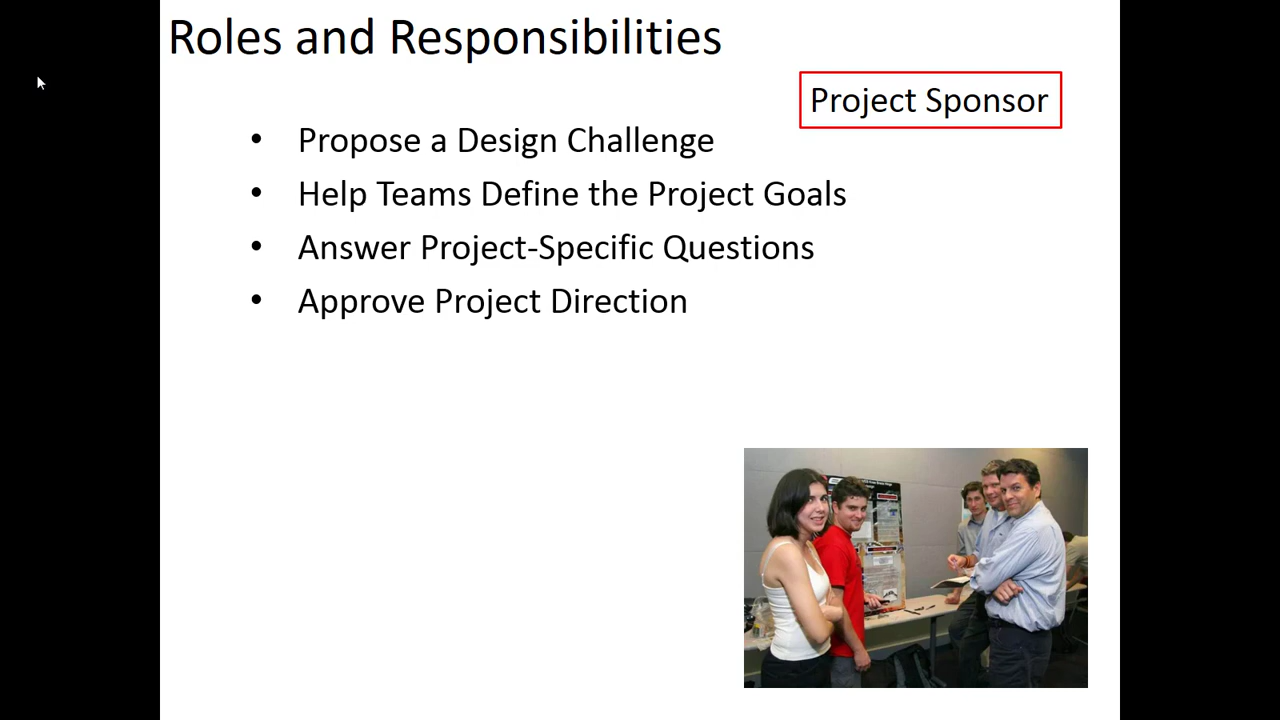 Roles and Responsibilities
Project Sponsor
• Propose a Design Challenge
• Help Teams Define the Project Goals
• Answer Project-Specific Questions
• Approve Project Direction